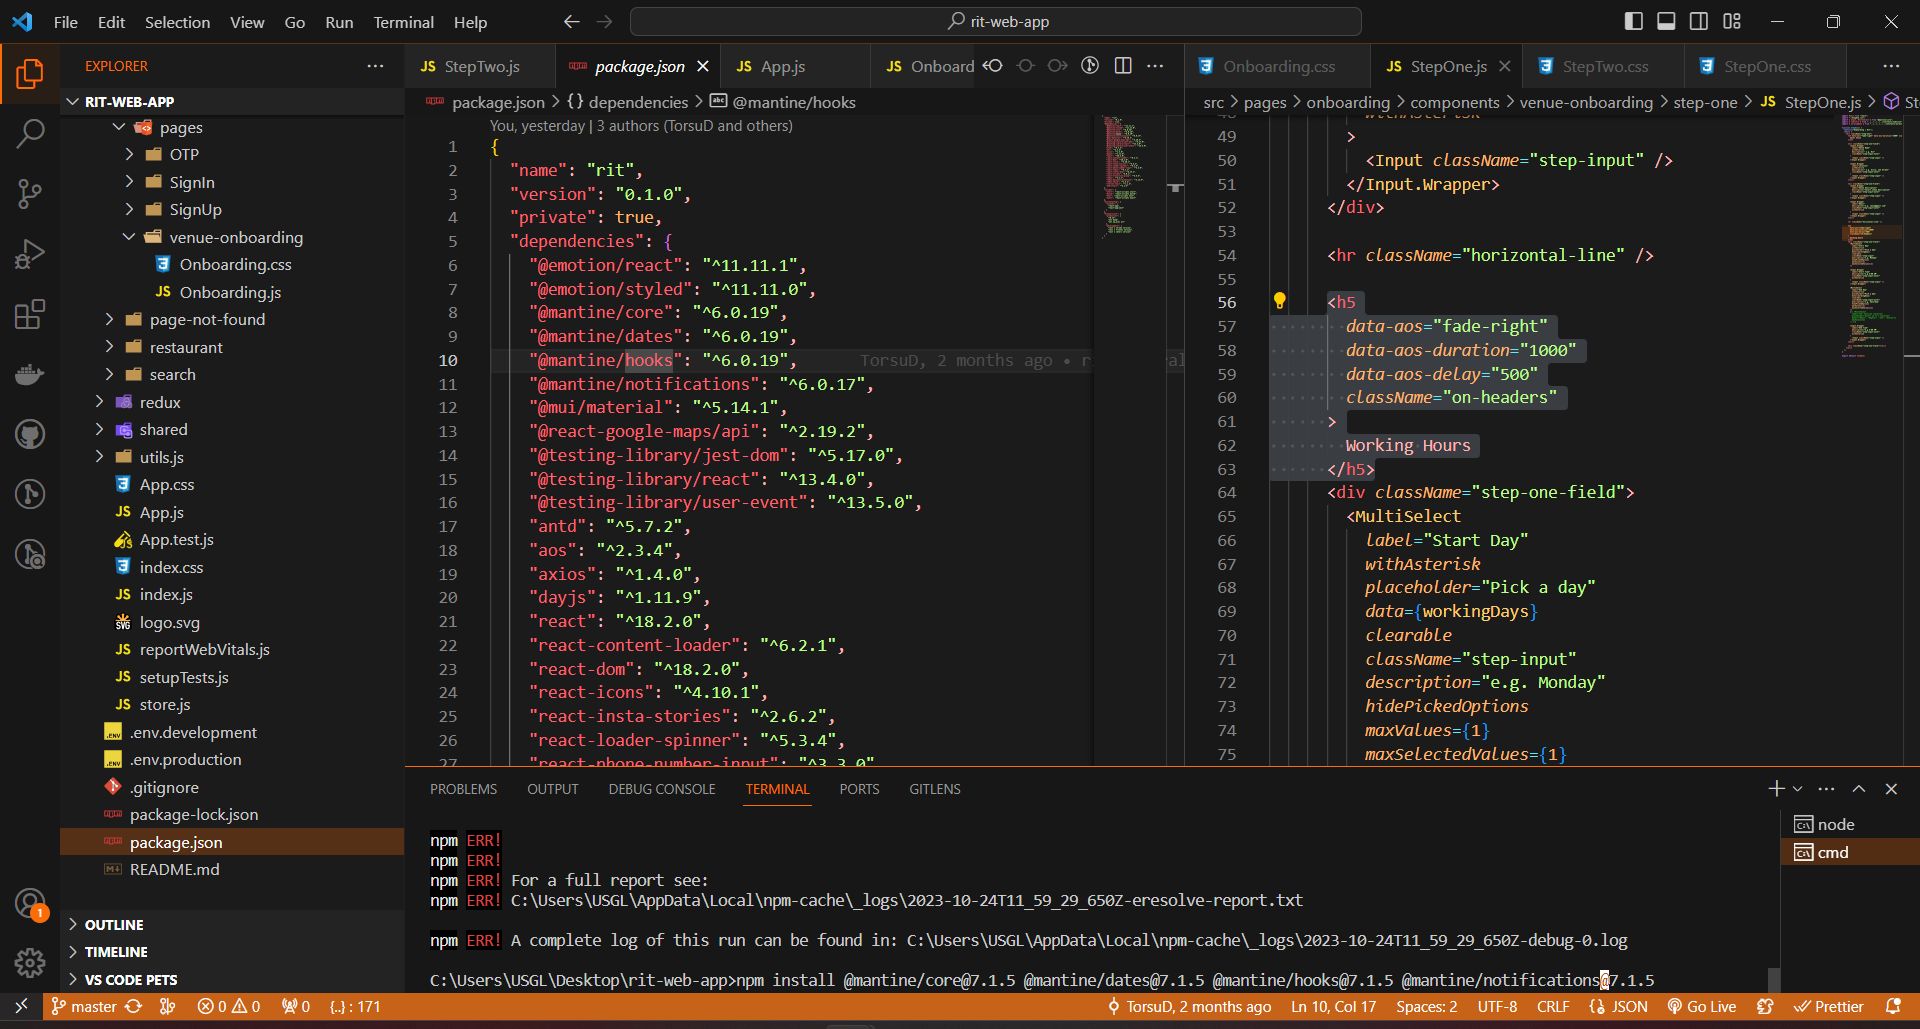 File Edit Selection View Go Run Terminal Help
rit-web-app
EXPLORER
RIT-WEB-APP
pages
OTP
SignIn
SignUp
venue-onboarding
Onboarding.css
JS Onboarding.js
page-not-found
restaurant
search
redux
shared
utils.js
App.css
JS App.js
App.test.js
index.css
JS index.js
logo.svg
JS reportWebVitals.js
JS setupTests.js
JS store.js
.env.development
.env.production
.gitignore
package-lock.json
package.json
README.md
OUTLINE
TIMELINE
VS CODE PETS
JS StepTwo.js
package.json
JS App.js
JS Onboard
package.json > {} dependencies > @mantine/hooks
You, yesterday | 3 authors (TorsuD and others)
1 {
2 "name": "rit",
3 "version": "0.1.0",
4 "private": true,
5 "dependencies": {
6 "@emotion/react": "^11.11.1",
7 "@emotion/styled": "^11.11.0",
8 "@mantine/core": "^6.0.19",
9 "@mantine/dates": "^6.0.19",
10 "@mantine/hooks": "^6.0.19", TorsuD, 2 months ago • r
11 "@mantine/notifications": "^6.0.17",
12 "@mui/material": "^5.14.1",
13 "@react-google-maps/api": "^2.19.2",
14 "@testing-library/jest-dom": "^5.17.0",
15 "@testing-library/react": "^13.4.0",
16 "@testing-library/user-event": "^13.5.0",
17 "antd": "^5.7.2",
18 "aos": "^2.3.4",
19 "axios": "^1.4.0",
20 "dayjs": "^1.11.9",
21 "react": "^18.2.0",
22 "react-content-loader": "^6.2.1",
23 "react-dom": "^18.2.0",
24 "react-icons": "^4.10.1",
25 "react-insta-stories": "^2.6.2",
26 "react-loader-spinner": "^5.3.4",
27 "react-phone-number-input": "^3.3.0"
Onboarding.css
JS StepOne.js
StepTwo.css
StepOne.css
src > pages > onboarding > components > venue-onboarding > step-one > JS StepOne.js > St
withAsterisk
49 >
50 <Input className="step-input" />
51 </Input.Wrapper>
52 </div>
53
54 <hr className="horizontal-line" />
55
56 <h5
57 data-aos="fade-right"
58 data-aos-duration="1000"
59 data-aos-delay="500"
60 className="on-headers"
61 >
62 Working Hours
63 </h5>
64 <div className="step-one-field">
65 <MultiSelect
66 label="Start Day"
67 withAsterisk
68 placeholder="Pick a day"
69 data={workingDays}
70 clearable
71 className="step-input"
72 description="e.g. Monday"
73 hidePickedOptions
74 maxValues={1}
75 maxSelectedValues={1}
PROBLEMS OUTPUT DEBUG CONSOLE TERMINAL PORTS GITLENS
npm ERR!
npm ERR!
npm ERR! For a full report see:
npm ERR! C:\Users\USGL\AppData\Local\npm-cache\_logs\2023-10-24T11_59_29_650Z-eresolve-report.txt
npm ERR! A complete log of this run can be found in: C:\Users\USGL\AppData\Local\npm-cache\_logs\2023-10-24T11_59_29_650Z-debug-0.log
C:\Users\USGL\Desktop\rit-web-app>npm install @mantine/core@7.1.5 @mantine/dates@7.1.5 @mantine/hooks@7.1.5 @mantine/notifications@7.1.5
node
cmd
1
master 0 0 0 {..} : 171 TorsuD, 2 months ago Ln 10, Col 17 Spaces: 2 UTF-8 CRLF {} JSON Go Live Prettier